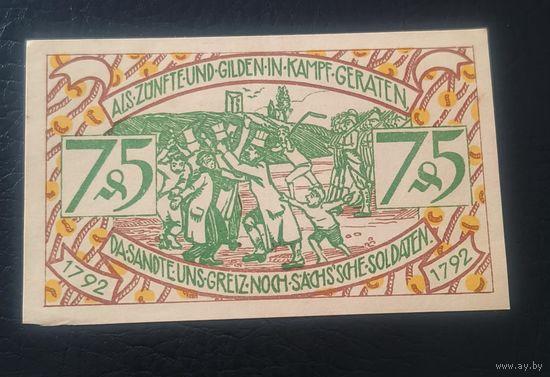 ALS·ZÜNFTE·UND·GILDEN·IN·KAMPF·GERATEN,
75
75
DA·SANDTE·UNS·GREIZ·NOCH·SÄCHS'SCHE·SOLDATEN.
1792
1792
www.ay.by